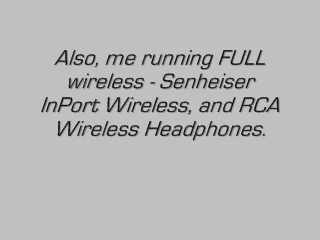 Also, me running FULL
wireless - Senheiser
InPort Wireless, and RCA
Wireless Headphones.